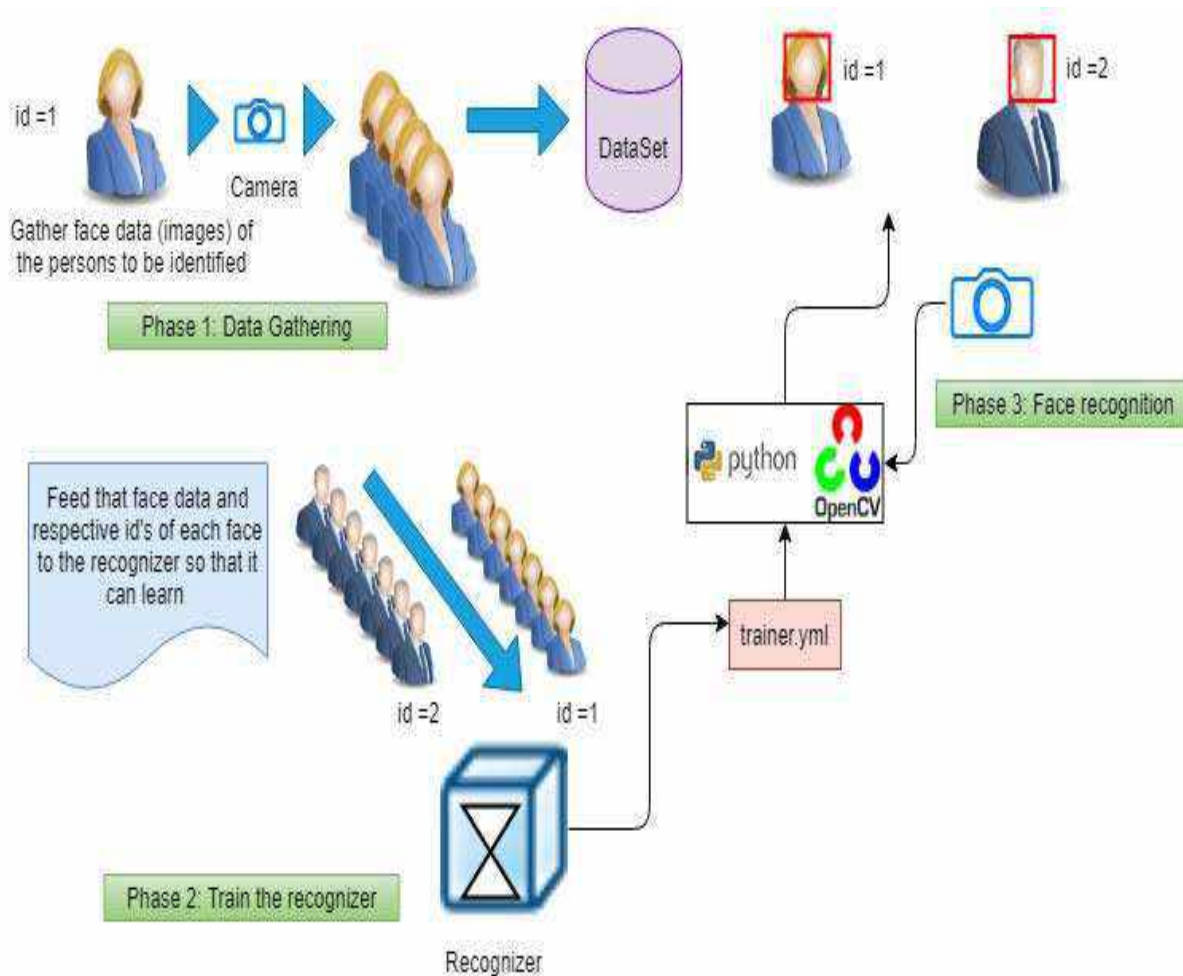 id =1
Camera
Gather face data (images) of
the persons to be identified
Phase 1: Data Gathering
DataSet
id =1
id =2
Phase 3: Face recognition
python
OpenCV
trainer.yml
Feed that face data and
respective id's of each face
to the recognizer so that it
can learn
id =2
id =1
Phase 2: Train the recognizer
Recognizer